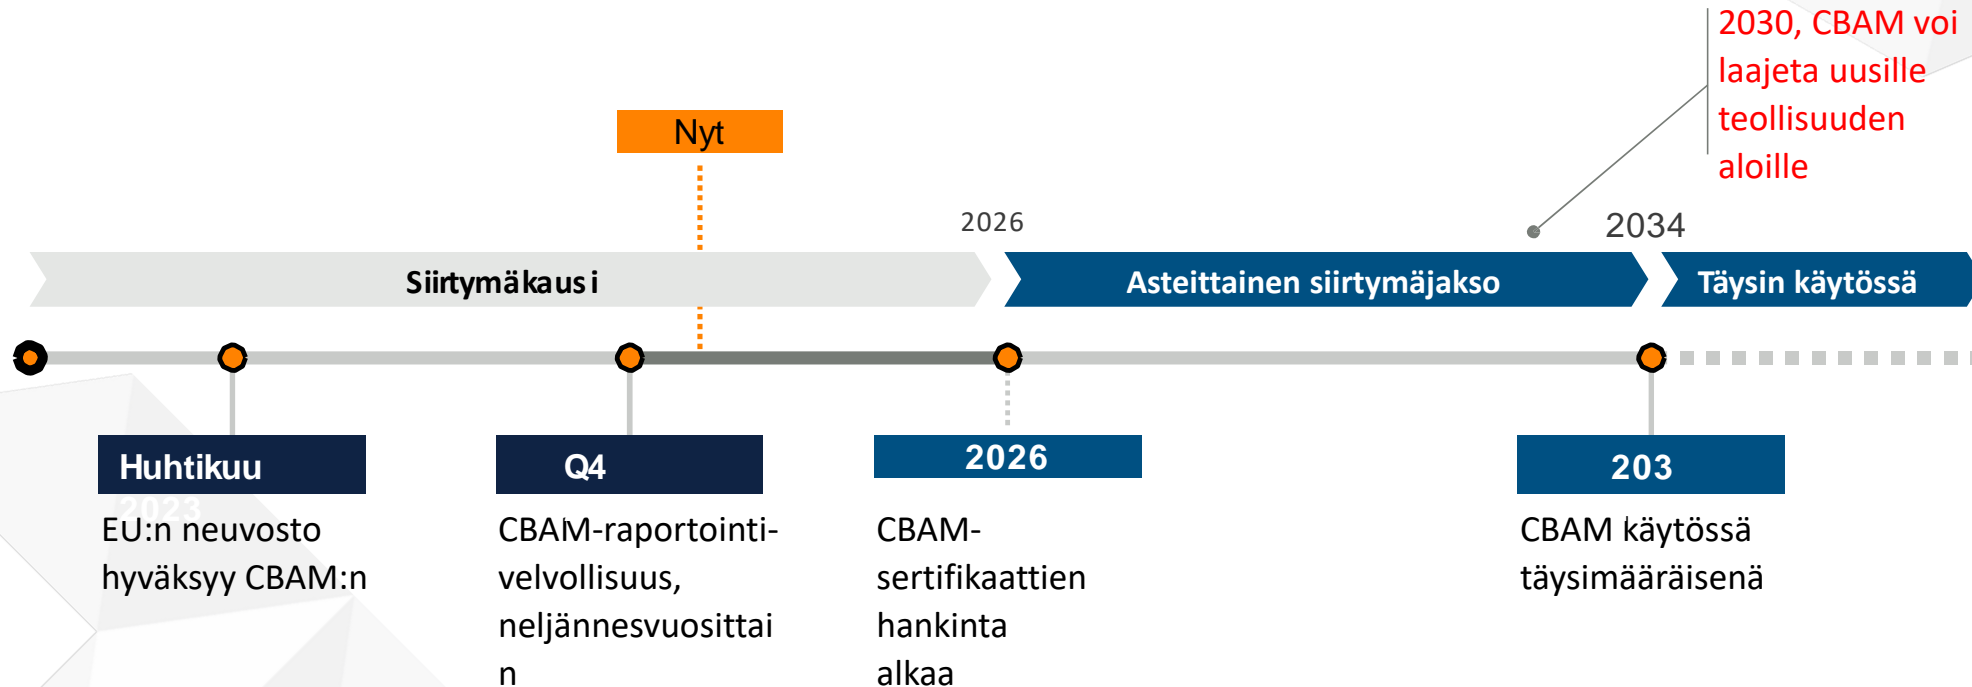 2030, CBAM voi
laajeta uusille
teollisuuden
aloille
Nyt
2026
2034
Siirtymäkausi
Asteittainen siirtymäjakso
Täysin käytössä
Huhtikuu
2023
EU:n neuvosto
hyväksyy CBAM:n
Q4
CBAM-raportointi-
velvollisuus,
neljännesvuosittai
n
2026
CBAM-
sertifikaattien
hankinta
alkaa
203
CBAM käytössä
täysimääräisenä